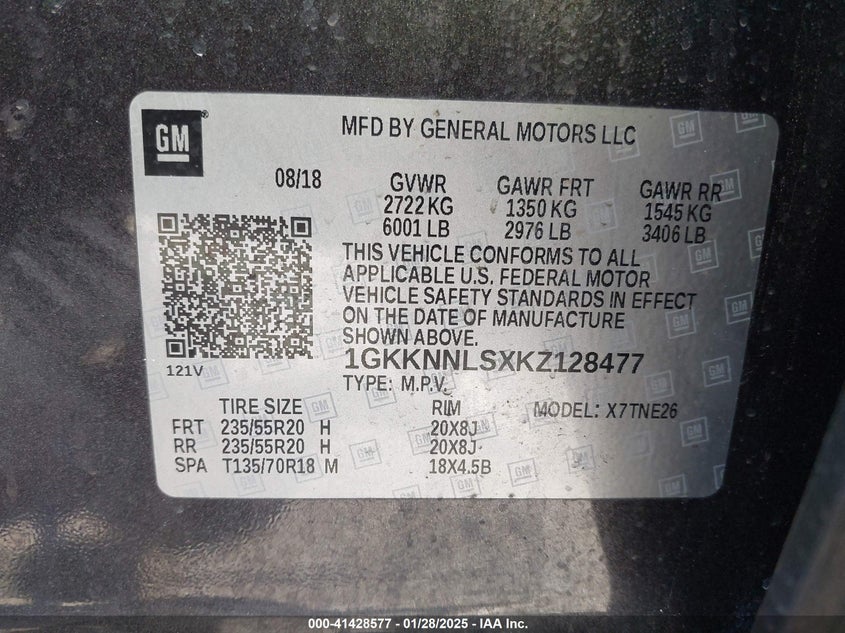 GM
MFD BY GENERAL MOTORS LLC
08/18 GVWR GAWR FRT GAWR RR
2722 KG 1350 KG 1545 KG
6001 LB 2976 LB 3406 LB
THIS VEHICLE CONFORMS TO ALL
APPLICABLE U.S. FEDERAL MOTOR
VEHICLE SAFETY STANDARDS IN EFFECT
ON THE DATE OF MANUFACTURE
SHOWN ABOVE.
1GKKNNLSXKZ128477
121V
TYPE: M.P.V.
TIRE SIZE RIM MODEL: X7TNE26
FRT 235/55R20 H 20X8J
RR 235/55R20 H 20X8J
SPA T135/70R18 M 18X4.5B
000-41428577 — 01/28/2025 — IAA, Inc.